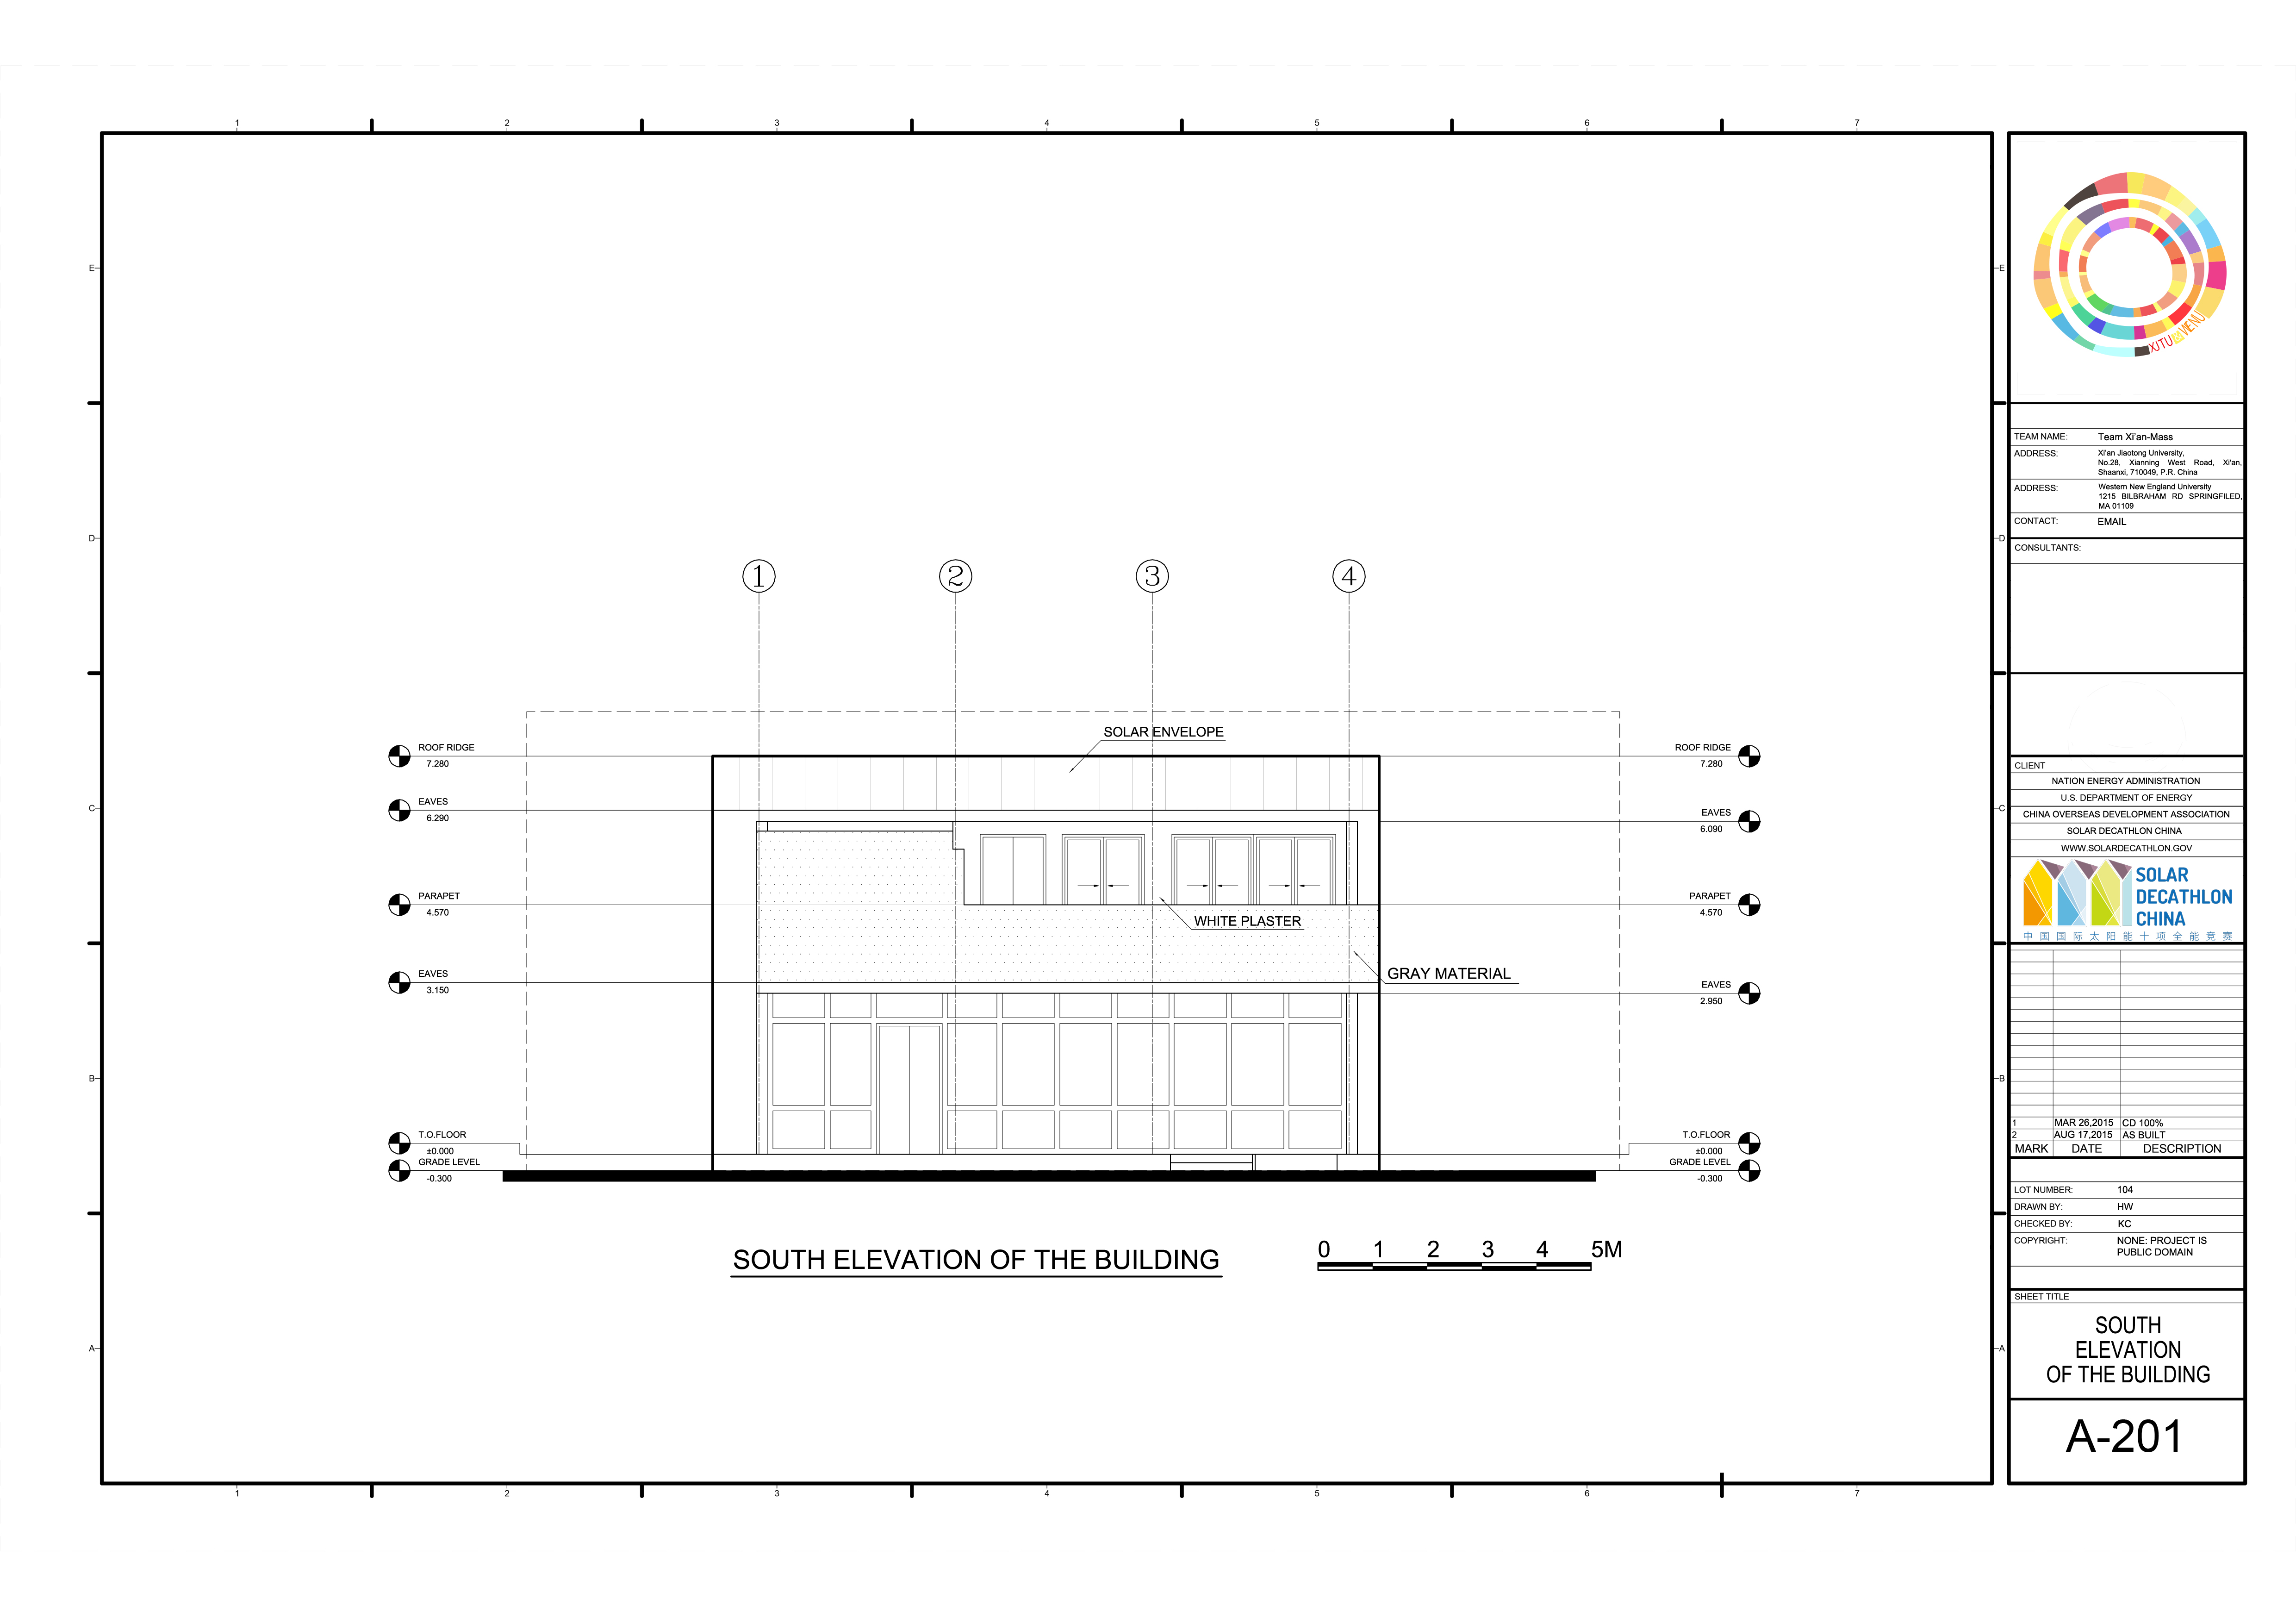 1 2 3 4 5 6 7
E E
D D
C C
B B
A A
1 2 3 4
SOLAR ENVELOPE
ROOF RIDGE
7.280
EAVES
6.290
PARAPET
4.570
EAVES
3.150
T.O.FLOOR
±0.000
GRADE LEVEL
-0.300
WHITE PLASTER
GRAY MATERIAL
ROOF RIDGE
7.280
EAVES
6.090
PARAPET
4.570
EAVES
2.950
T.O.FLOOR
±0.000
GRADE LEVEL
-0.300
SOUTH ELEVATION OF THE BUILDING
0 1 2 3 4 5M
1 2 3 4 5 6 7
XJTU WENU
TEAM NAME: Team Xi'an-Mass
ADDRESS: Xi'an Jiaotong University,
No.28, Xianning West Road, Xi'an,
Shaanxi, 710049, P.R. China
ADDRESS: Western New England University
1215 BILBRAHAM RD SPRINGFILED,
MA 01109
CONTACT: EMAIL
CONSULTANTS:
CLIENT
NATION ENERGY ADMINISTRATION
U.S. DEPARTMENT OF ENERGY
CHINA OVERSEAS DEVELOPMENT ASSOCIATION
SOLAR DECATHLON CHINA
WWW.SOLARDECATHLON.GOV
SOLAR
DECATHLON
CHINA
中国国际太阳能十项全能竞赛
1 MAR 26,2015 CD 100%
2 AUG 17,2015 AS BUILT
MARK DATE DESCRIPTION
LOT NUMBER: 104
DRAWN BY: HW
CHECKED BY: KC
COPYRIGHT: NONE: PROJECT IS
PUBLIC DOMAIN
SHEET TITLE
SOUTH
ELEVATION
OF THE BUILDING
A-201